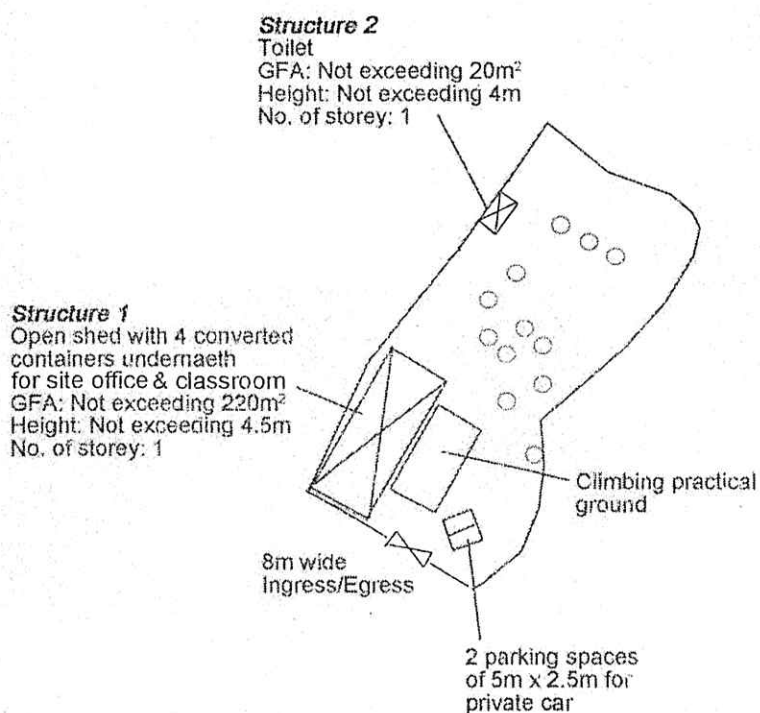 Structure 2
Toilet
GFA: Not exceeding 20m²
Height: Not exceeding 4m
No. of storey: 1
Structure 1
Open shed with 4 converted
containers undernaeth
for site office & classroom
GFA: Not exceeding 220m²
Height: Not exceeding 4.5m
No. of storey: 1
Climbing practical
ground
8m wide
Ingress/Egress
2 parking spaces
of 5m x 2.5m for
private car